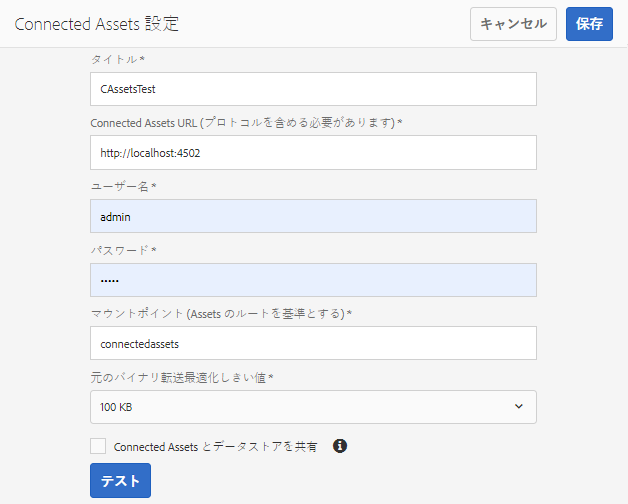 Connected Assets 設定
キャンセル
保存
タイトル *
CAssetsTest
Connected Assets URL (プロトコルを含める必要があります) *
http://localhost:4502
ユーザー名 *
admin
パスワード *
•••••
マウントポイント (Assets のルートを基準とする) *
connectedassets
元のバイナリ転送最適化しきい値 *
100 KB
Connected Assets とデータストアを共有
テスト